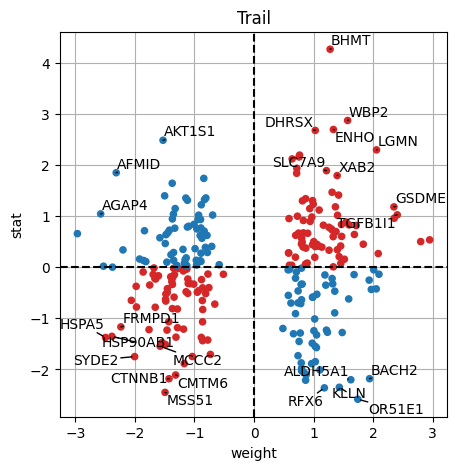 Trail
BHMT
WBP2
DHRSX
ENHO
LGMN
AKT1S1
SLC7A9
XAB2
AFMID
GSDME
AGAP4
TGFB1I1
FRMPD1
HSPA5
HSP90AB1
SYDE2
MCCC2
CTNNB1
CMTM6
MSS51
ALDH5A1
BACH2
KLLN
RFX6
OR51E1
stat
4
3
2
1
0
−1
−2
−3
−2
−1
0
1
2
3
weight